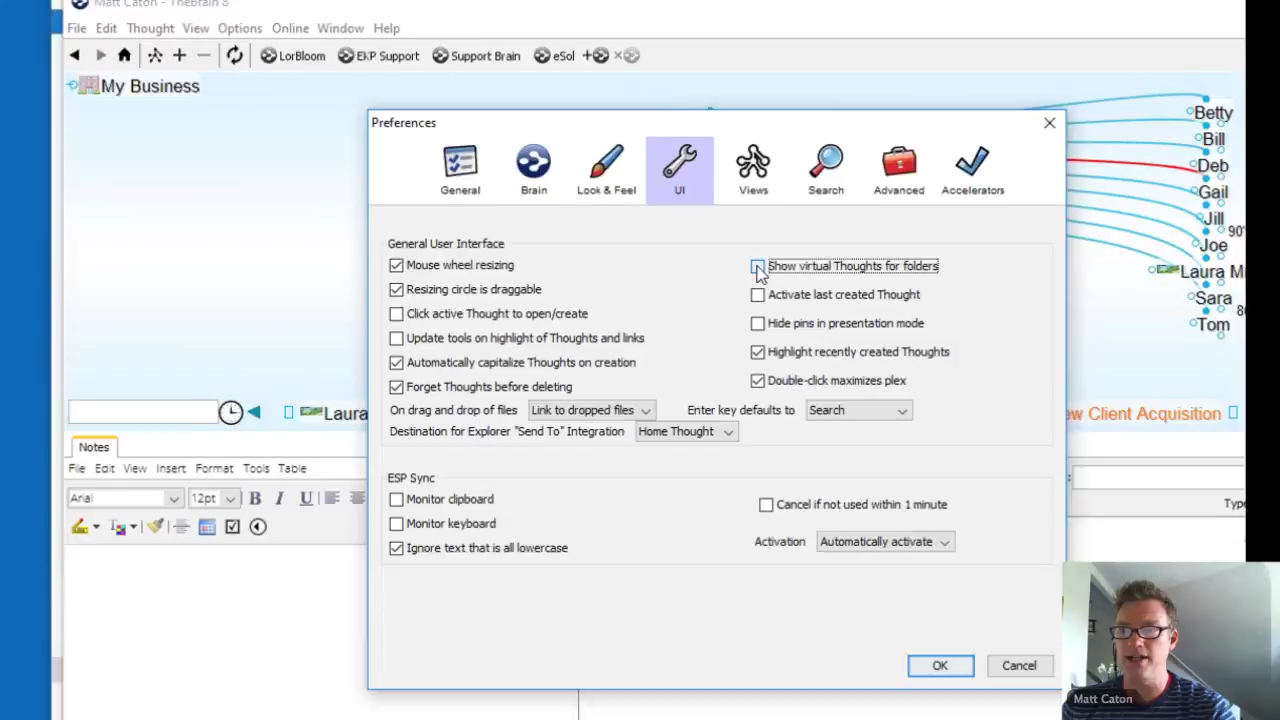 Matt Caton - TheBrain 8
File Edit Thought View Options Online Window Help
LorBloom EKP Support Support Brain eSol
My Business
Preferences
General Brain Look & Feel UI Views Search Advanced Accelerators
General User Interface
Mouse wheel resizing
Resizing circle is draggable
Click active Thought to open/create
Update tools on highlight of Thoughts and links
Automatically capitalize Thoughts on creation
Forget Thoughts before deleting
Show virtual Thoughts for folders
Activate last created Thought
Hide pins in presentation mode
Highlight recently created Thoughts
Double-click maximizes plex
On drag and drop of files Link to dropped files Enter key defaults to Search
Destination for Explorer "Send To" Integration Home Thought
ESP Sync
Monitor clipboard
Monitor keyboard
Ignore text that is all lowercase
Cancel if not used within 1 minute
Activation Automatically activate
OK Cancel
Betty
Bill
Deb
Gail
Jill
Joe
Laura
Sara
Tom
Laura
Client Acquisition
Notes
File Edit View Insert Format Tools Table
Arial 12pt B I U
Matt Caton